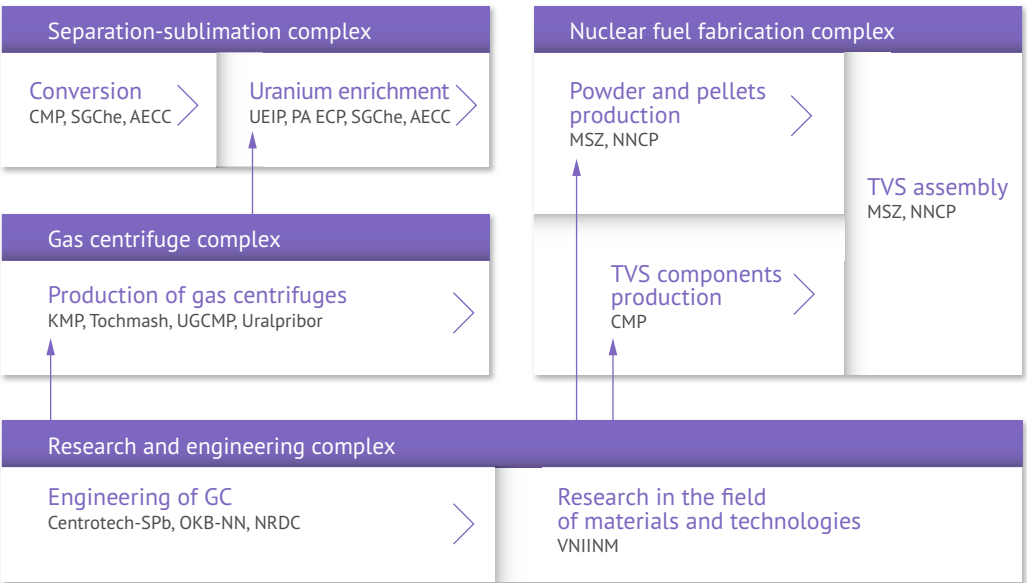 Separation-sublimation complex
Conversion
CMP, SGChe, AECC
Uranium enrichment
UEIP, PA ECP, SGChe, AECC
Gas centrifuge complex
Production of gas centrifuges
KMP, Tochmash, UGCMP, Uralpribor
Nuclear fuel fabrication complex
Powder and pellets
production
MSZ, NNCP
TVS components
production
CMP
TVS assembly
MSZ, NNCP
Research and engineering complex
Engineering of GC
Centrotech-SPb, OKB-NN, NRDC
Research in the field
of materials and technologies
VNIINM